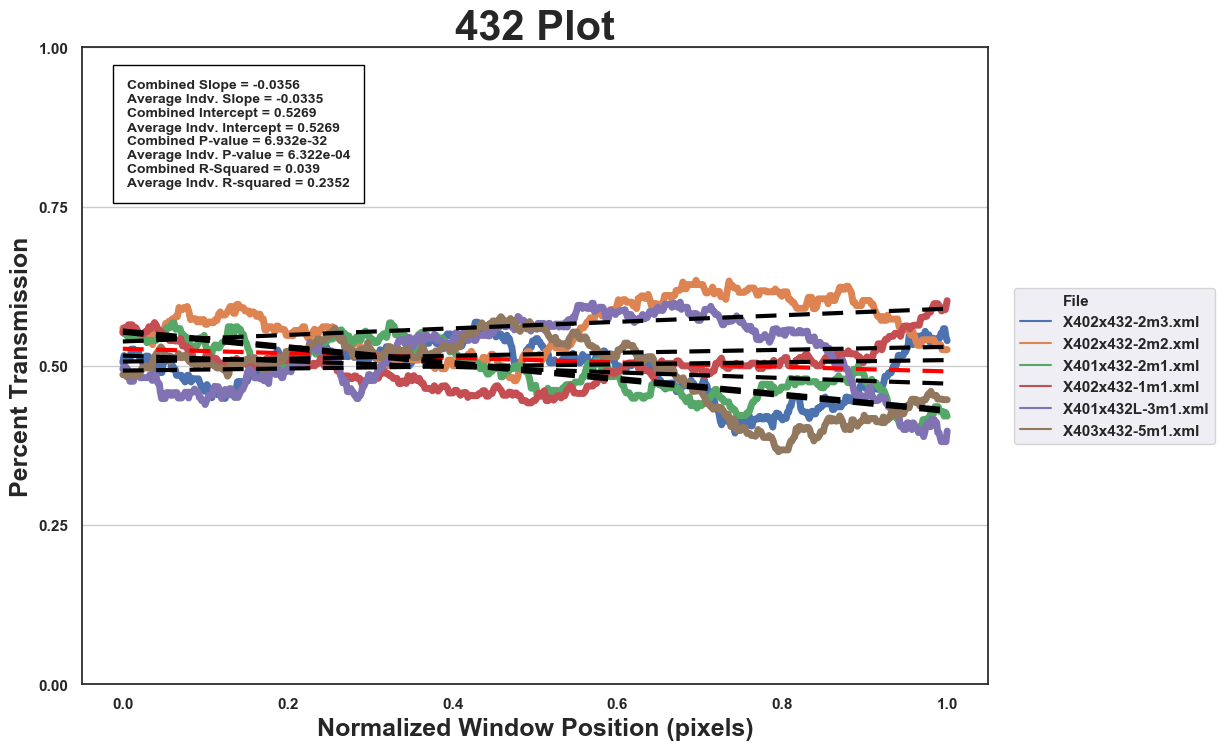 432 Plot
1.00
Combined Slope = -0.0356
Average Indv. Slope = -0.0335
Combined Intercept = 0.5269
Average Indv. Intercept = 0.5269
Combined P-value = 6.932e-32
Average Indv. P-value = 6.322e-04
Combined R-Squared = 0.039
Average Indv. R-squared = 0.2352
0.75
0.50
0.25
0.00
Percent Transmission
0.0 0.2 0.4 0.6 0.8 1.0
Normalized Window Position (pixels)
File
X402x432-2m3.xml
X402x432-2m2.xml
X401x432-2m1.xml
X402x432-1m1.xml
X401x432L-3m1.xml
X403x432-5m1.xml